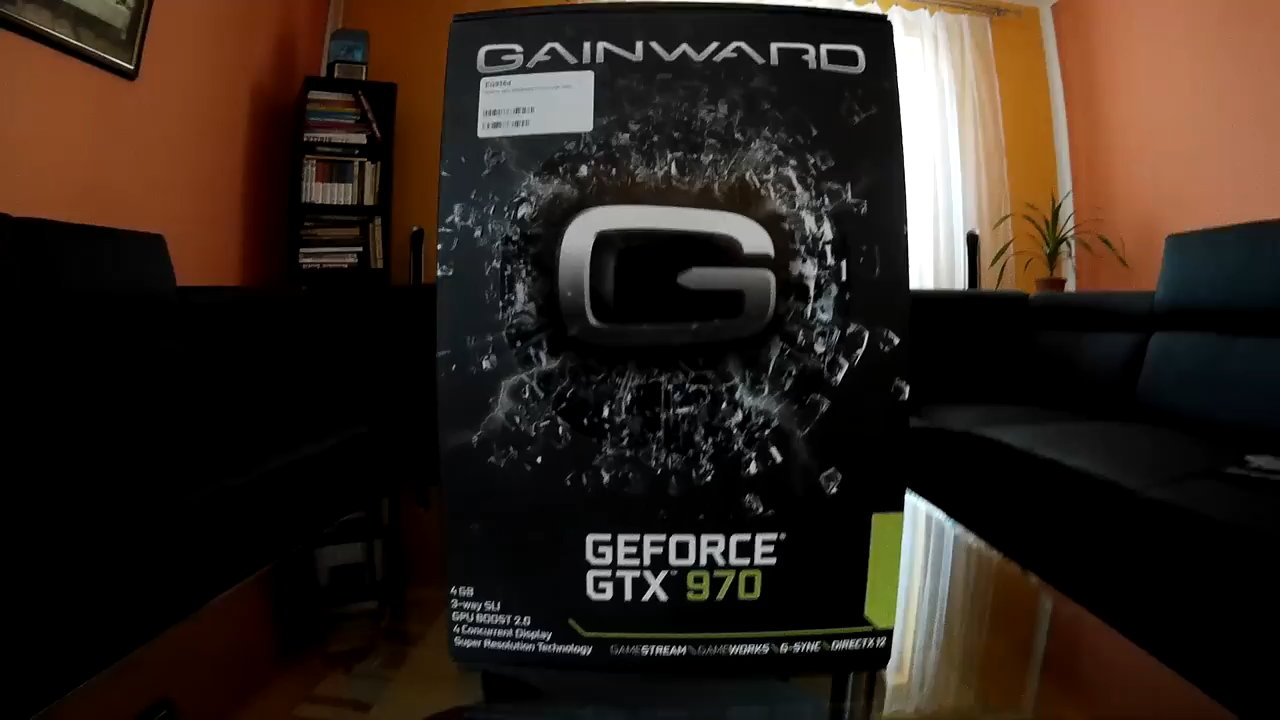 GAINWARD
G
GEFORCE®
GTX™ 970
4 GB
3-way SLI
GPU BOOST 2.0
4 Concurrent Display
Super Resolution Technology
GAMESTREAM \ GAMEWORKS \ G-SYNC \ DIRECTX 12